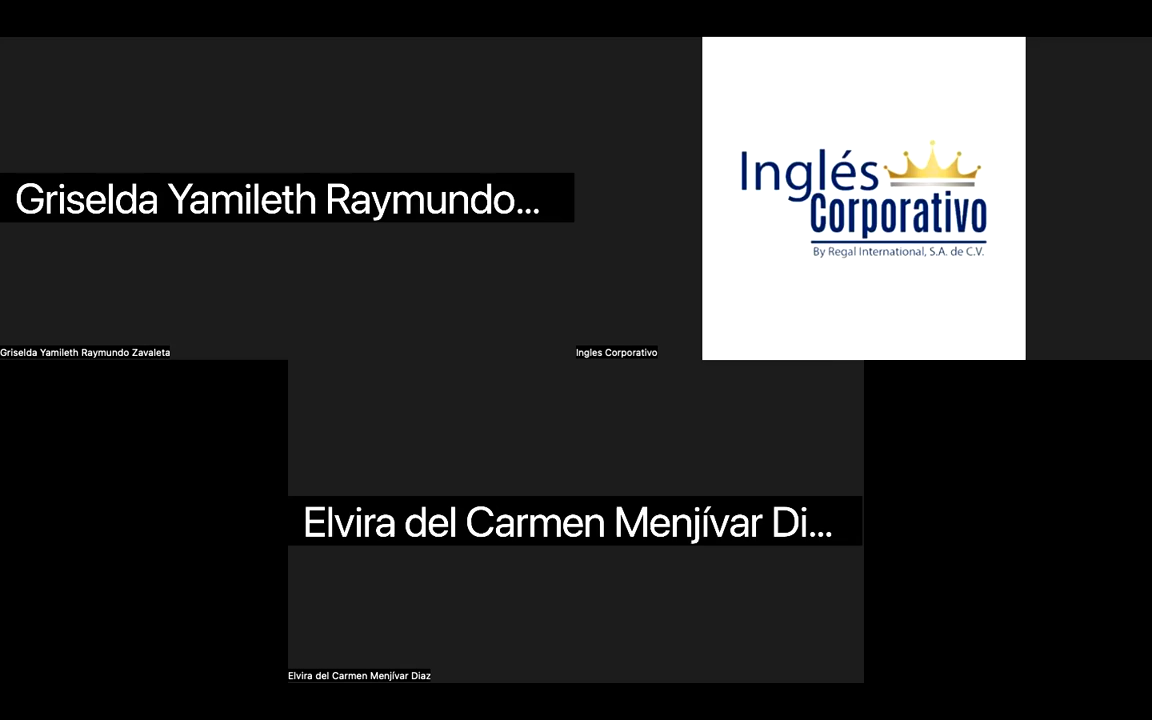 Griselda Yamileth Raymundo...
Inglés
Corporativo
By Regal International, S.A. de C.V.
Griselda Yamileth Raymundo Zavaleta
Ingles Corporativo
Elvira del Carmen Menjívar Di...
Elvira del Carmen Menjívar Diaz